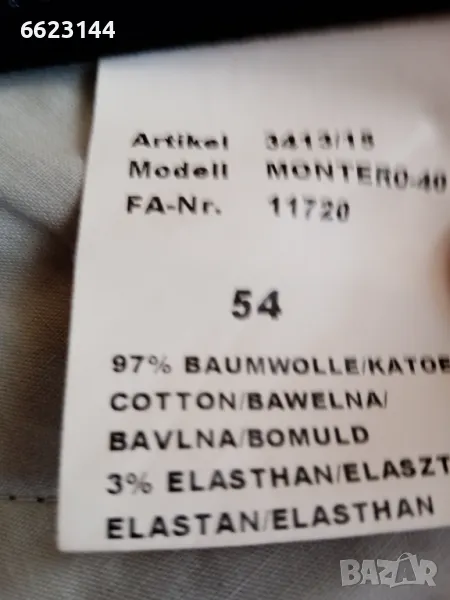 6623144
Artikel 3413/18
Modell MONTERO-40
FA-Nr. 11720
54
97% BAUMWOLLE/KATOE
COTTON/BAWELNA/
BAVLNA/BOMULD
3% ELASTHAN/ELASZT
ELASTAN/ELASTHAN
BAZAR